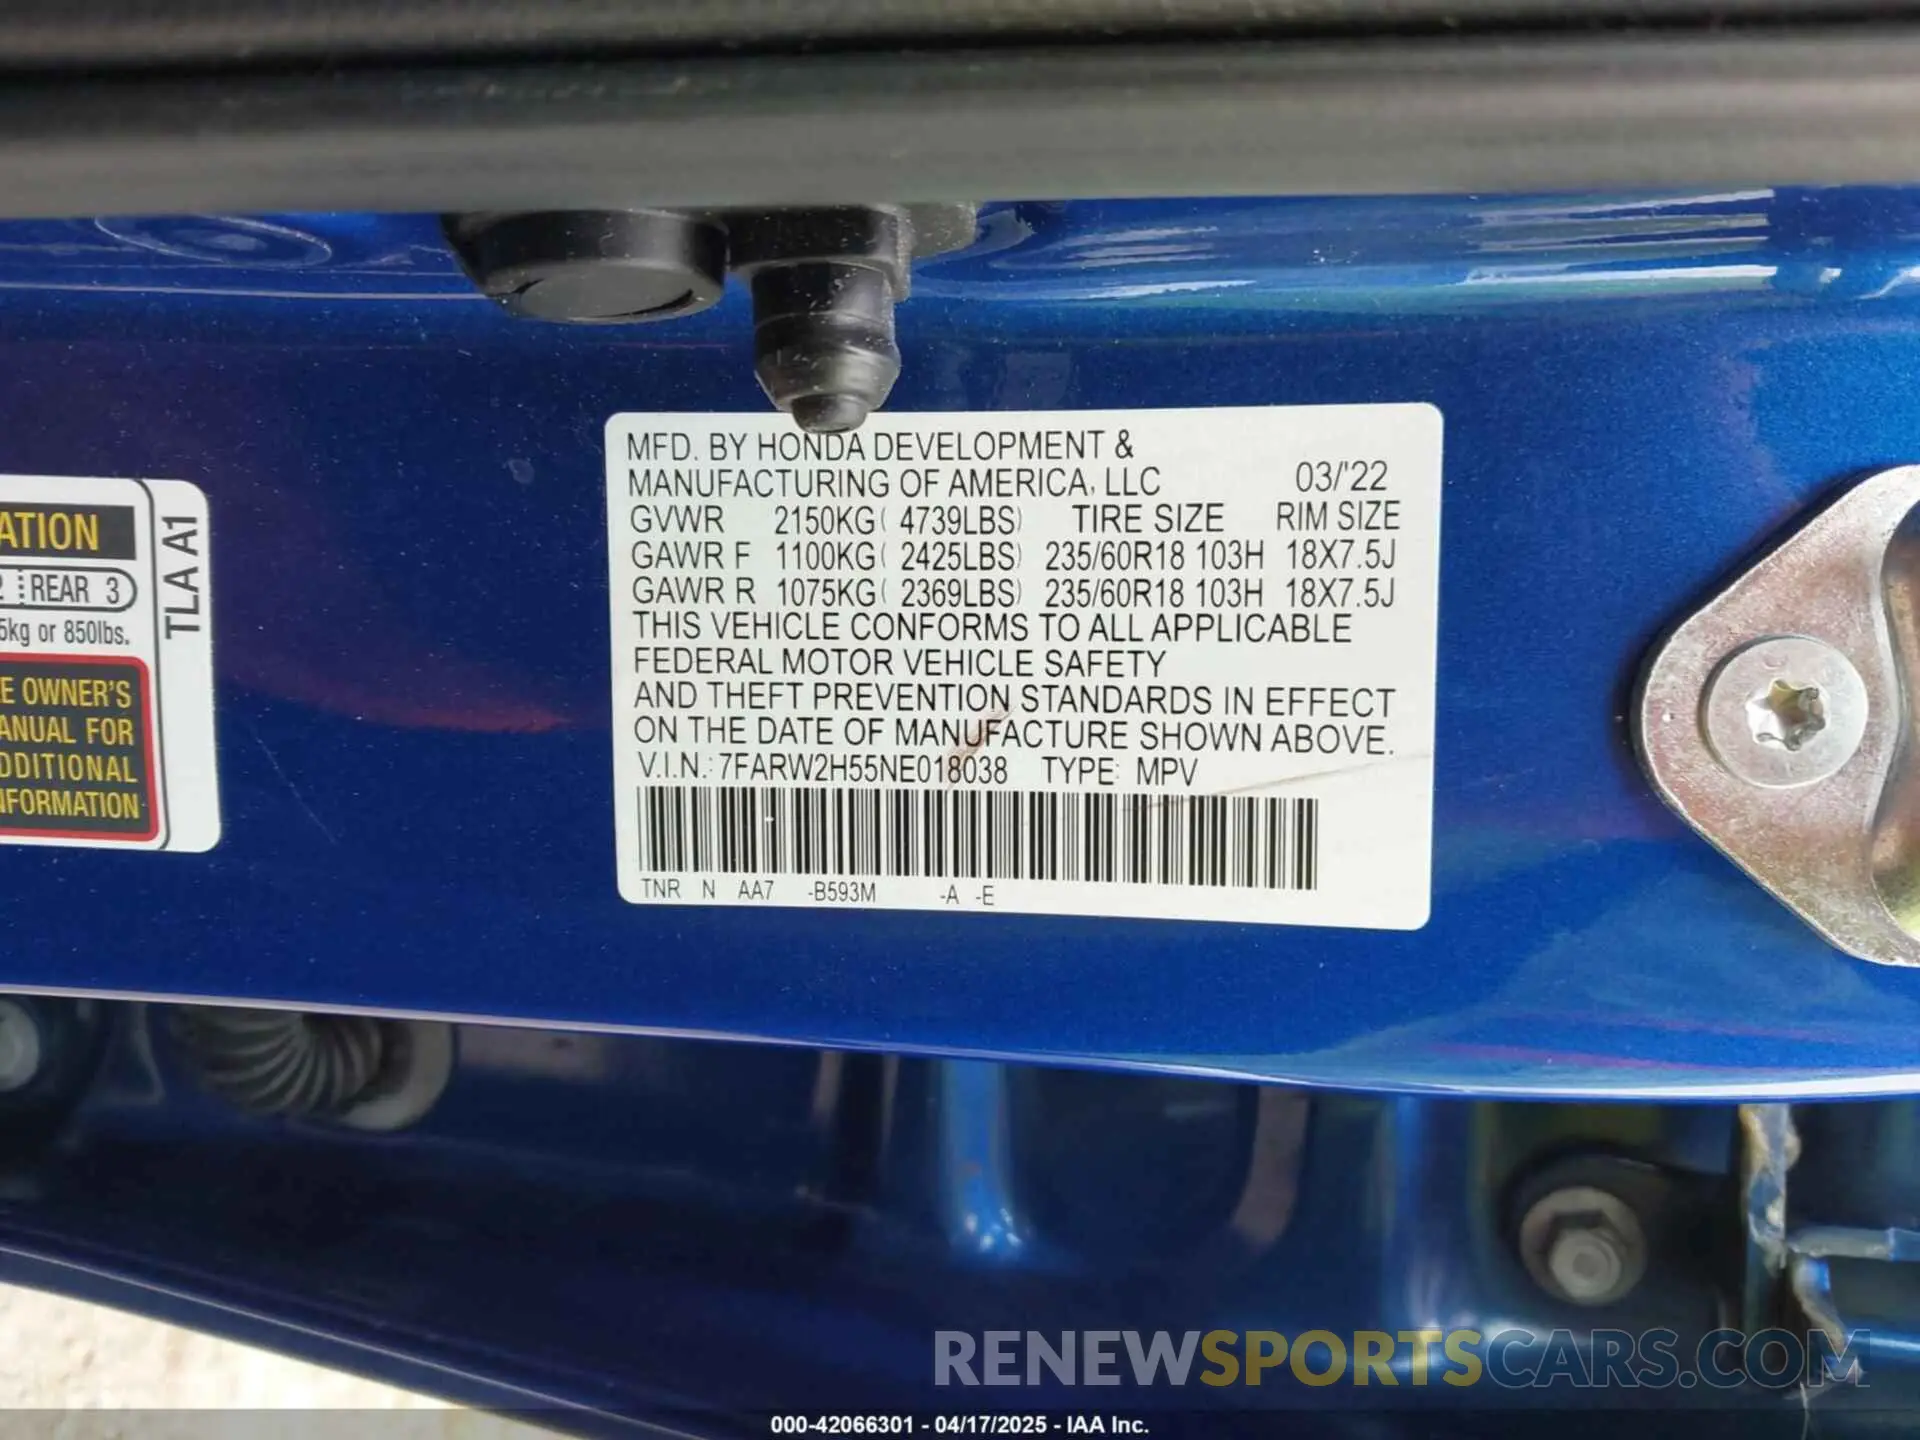 MFD. BY HONDA DEVELOPMENT &
MANUFACTURING OF AMERICA, LLC 03/'22
GVWR 2150KG( 4739LBS) TIRE SIZE RIM SIZE
GAWR F 1100KG( 2425LBS) 235/60R18 103H 18X7.5J
GAWR R 1075KG( 2369LBS) 235/60R18 103H 18X7.5J
THIS VEHICLE CONFORMS TO ALL APPLICABLE
FEDERAL MOTOR VEHICLE SAFETY
AND THEFT PREVENTION STANDARDS IN EFFECT
ON THE DATE OF MANUFACTURE SHOWN ABOVE.
V.I.N.: 7FARW2H55NE018038 TYPE: MPV
TNR N AA7 -B593M -A -E
ATION
2 REAR 3
5kg or 850lbs.
E OWNER'S
ANUAL FOR
DDITIONAL
NFORMATION
TLA A1
RENEWSPORTSCARS.COM
000-42066301 - 04/17/2025 - IAA Inc.